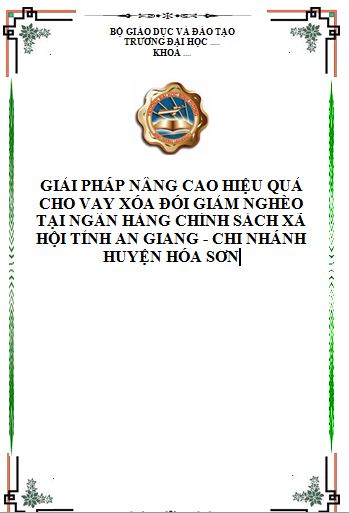 BỘ GIÁO DỤC VÀ ĐÀO TẠO
TRƯỜNG ĐẠI HỌC ....
KHOA ....
GIẢI PHÁP NÂNG CAO HIỆU QUẢ
CHO VAY XÓA ĐÓI GIẢM NGHÈO
TẠI NGÂN HÀNG CHÍNH SÁCH XÃ
HỘI TỈNH AN GIANG - CHI NHÁNH
HUYỆN HÓA SƠN